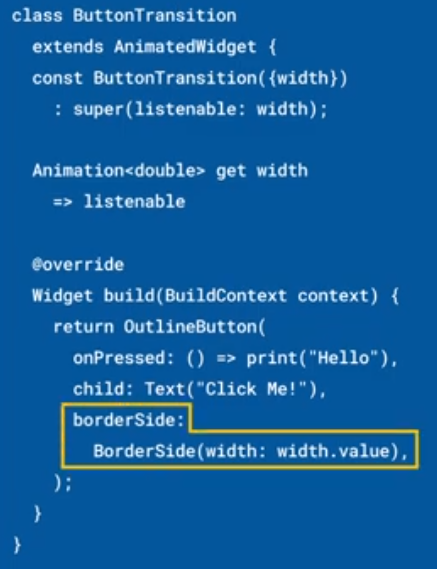 class ButtonTransition
extends AnimatedWidget {
const ButtonTransition({width})
: super(listenable: width);
Animation<double> get width
=> listenable
@override
Widget build(BuildContext context) {
return OutlineButton(
onPressed: () => print("Hello"),
child: Text("Click Me!"),
borderSide:
BorderSide(width: width.value),
);
}
}